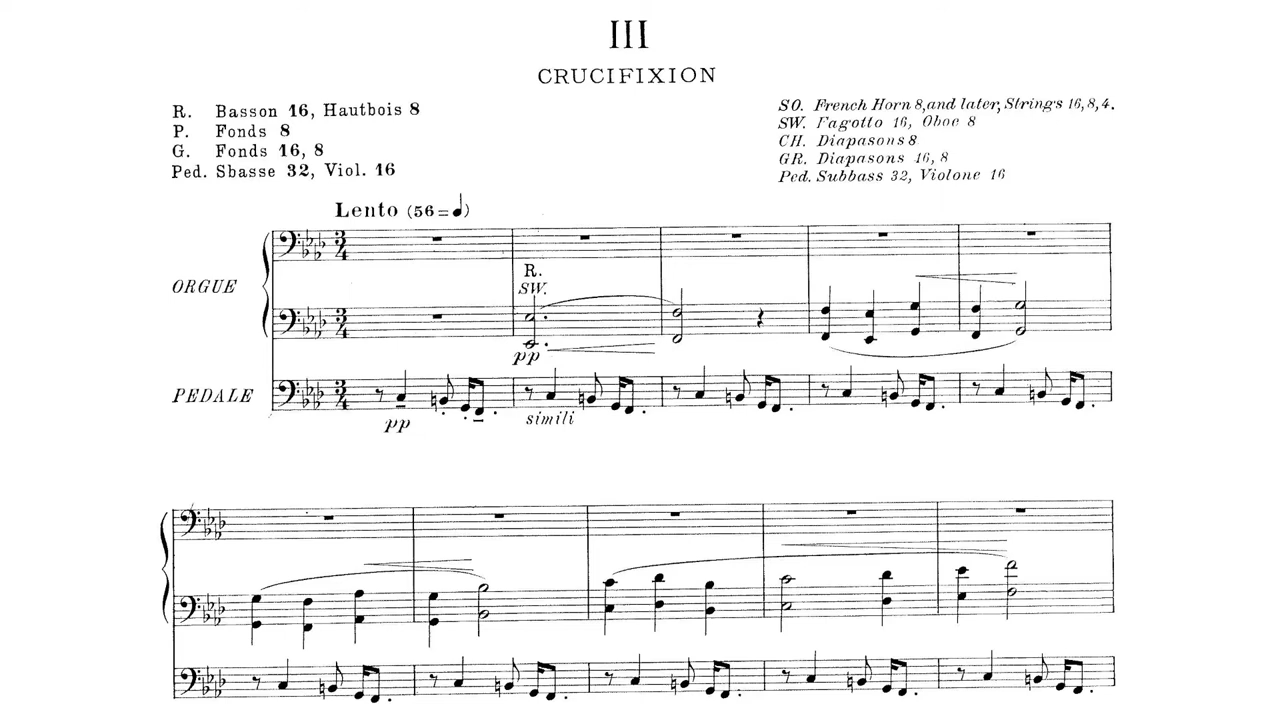 III
CRUCIFIXION
R. Basson 16, Hautbois 8
P. Fonds 8
G. Fonds 16, 8
Ped. Sbasse 32, Viol. 16
SO. French Horn 8, and later, Strings 16, 8, 4.
SW. Fagotto 16, Oboe 8
CH. Diapasons 8
GR. Diapasons 16, 8
Ped. Subbass 32, Violone 16
Lento (56=♩)
ORGUE
R.
SW.
pp
PEDALE
pp
simili